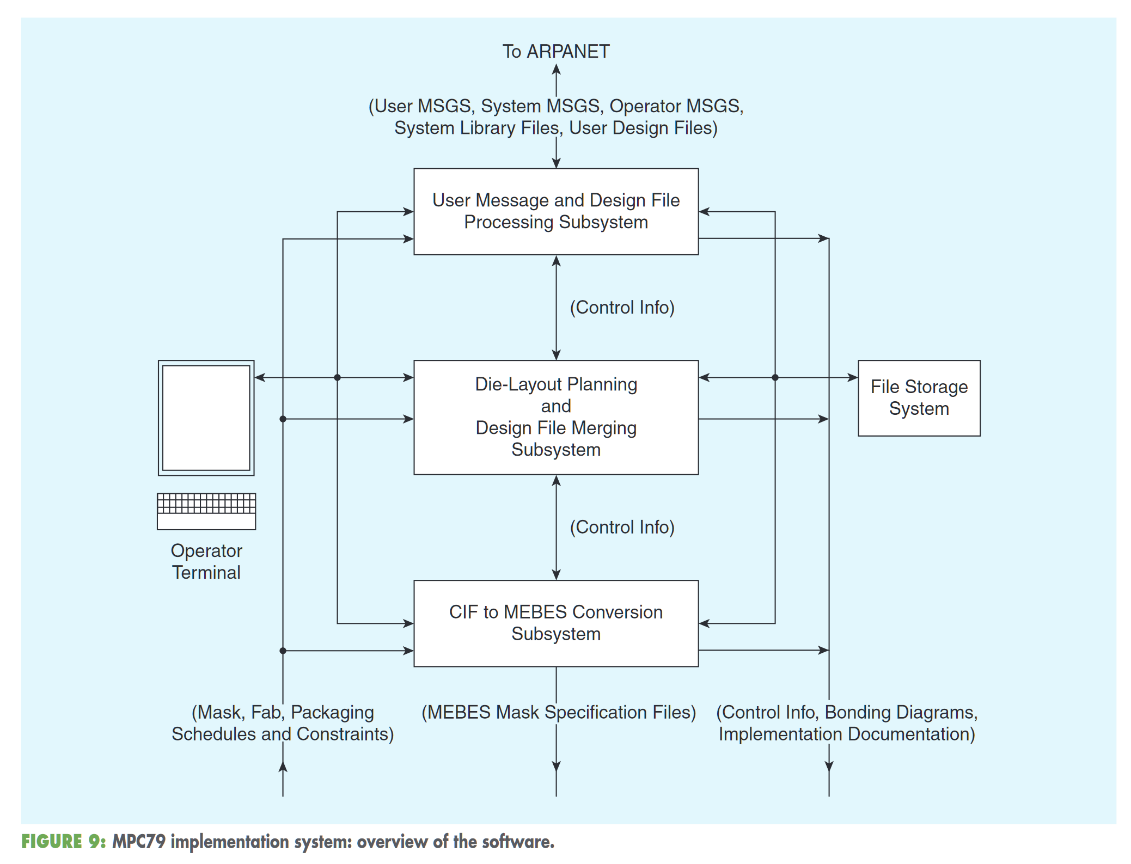 To ARPANET
(User MSGS, System MSGS, Operator MSGS,
System Library Files, User Design Files)
User Message and Design File
Processing Subsystem
(Control Info)
Die-Layout Planning
and
Design File Merging
Subsystem
File Storage
System
(Control Info)
Operator
Terminal
CIF to MEBES Conversion
Subsystem
(Mask, Fab, Packaging
Schedules and Constraints)
(MEBES Mask Specification Files)
(Control Info, Bonding Diagrams,
Implementation Documentation)
FIGURE 9: MPC79 implementation system: overview of the software.